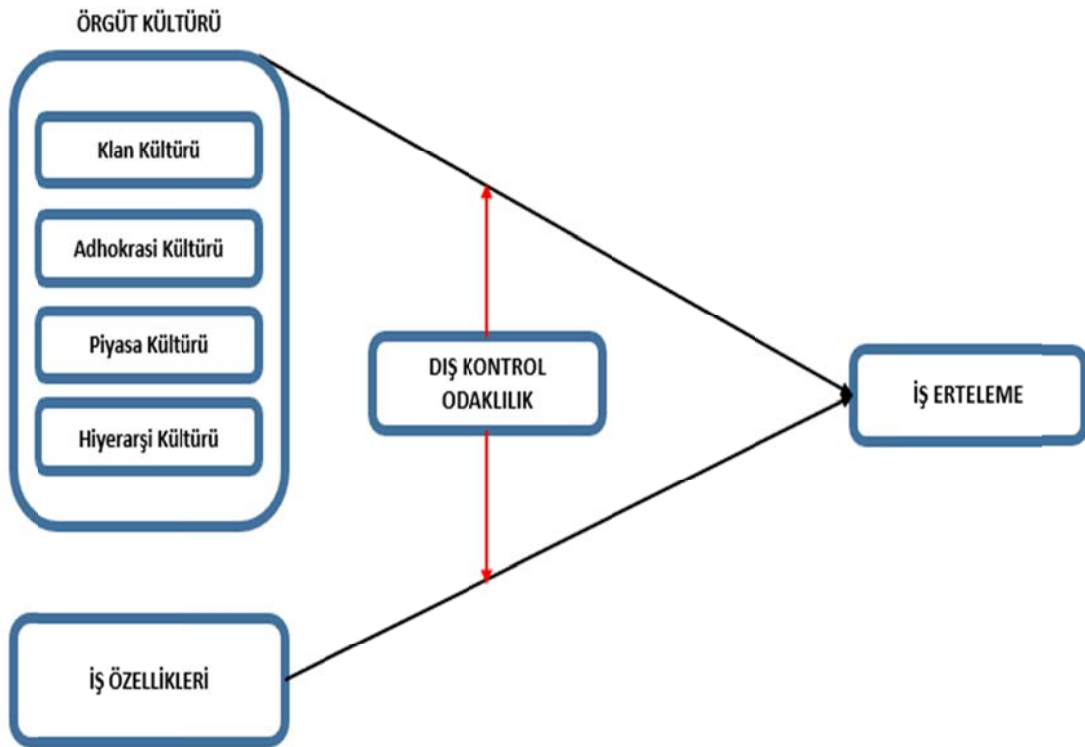 ÖRGÜT KÜLTÜRÜ
Klan Kültürü
Adhokrasi Kültürü
Piyasa Kültürü
Hiyerarşi Kültürü
DIŞ KONTROL
ODAKLILIK
İŞ ERTELEME
İŞ ÖZELLİKLERİ